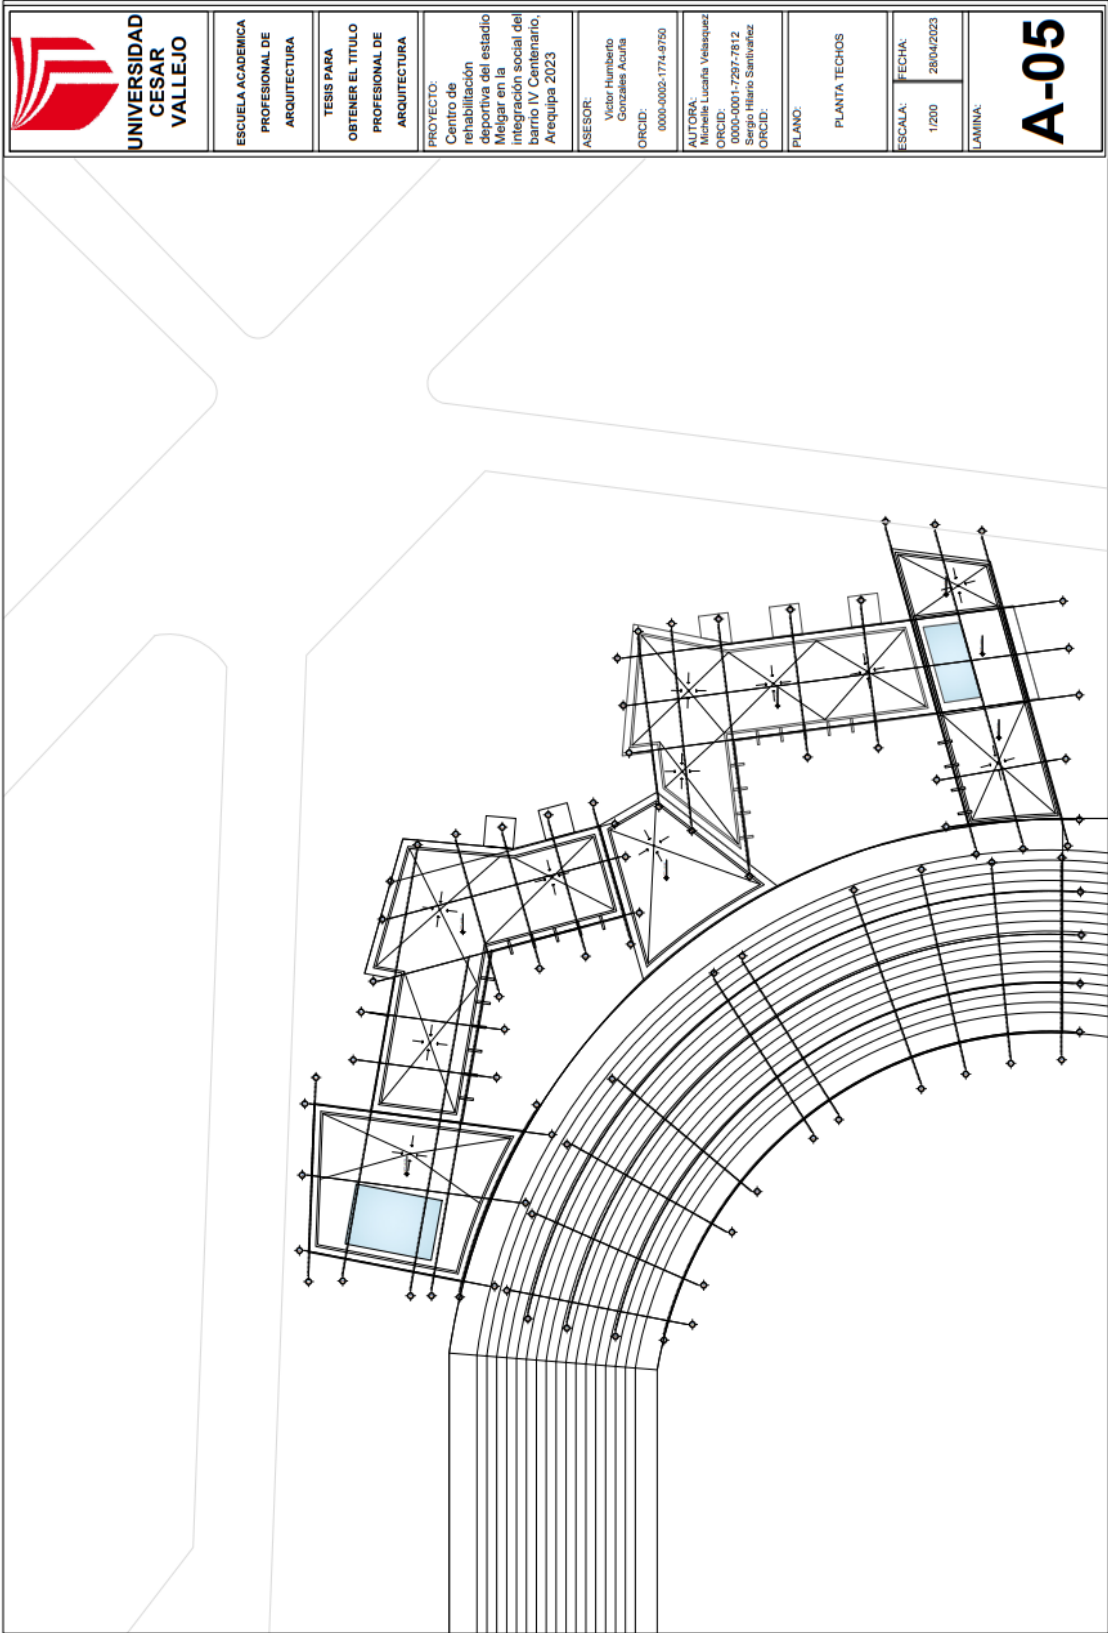 UNIVERSIDAD
CESAR
VALLEJO
ESCUELA ACADEMICA
PROFESIONAL DE
ARQUITECTURA
TESIS PARA
OBTENER EL TITULO
PROFESIONAL DE
ARQUITECTURA
PROYECTO:
Centro de
rehabilitación
deportiva del estadio
Melgar en la
integración social del
barrio IV Centenario,
Arequipa 2023
ASESOR:
Victor Humberto
Gonzales Acuña
ORCID:
0000-0002-1774-9750
AUTORA:
Michelle Lucaña Velasquez
ORCID:
0000-0001-7297-7812
Sergio Hilario Santivañez
ORCID:
PLANO:
PLANTA TECHOS
ESCALA:
1/200
FECHA:
28/04/2023
LAMINA:
A-05